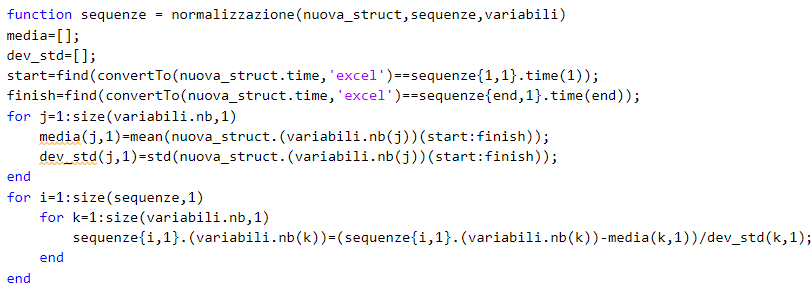 function sequenze = normalizzazione(nuova_struct,sequenze,variabili)
media=[];
dev_std=[];
start=find(convertTo(nuova_struct.time,'excel')==sequenze{1,1}.time(1));
finish=find(convertTo(nuova_struct.time,'excel')==sequenze{end,1}.time(end));
for j=1:size(variabili.nb,1)
    media(j,1)=mean(nuova_struct.(variabili.nb(j))(start:finish));
    dev_std(j,1)=std(nuova_struct.(variabili.nb(j))(start:finish));
end
for i=1:size(sequenze,1)
    for k=1:size(variabili.nb,1)
        sequenze{i,1}.(variabili.nb(k))=(sequenze{i,1}.(variabili.nb(k))-media(k,1))/dev_std(k,1);
    end
end